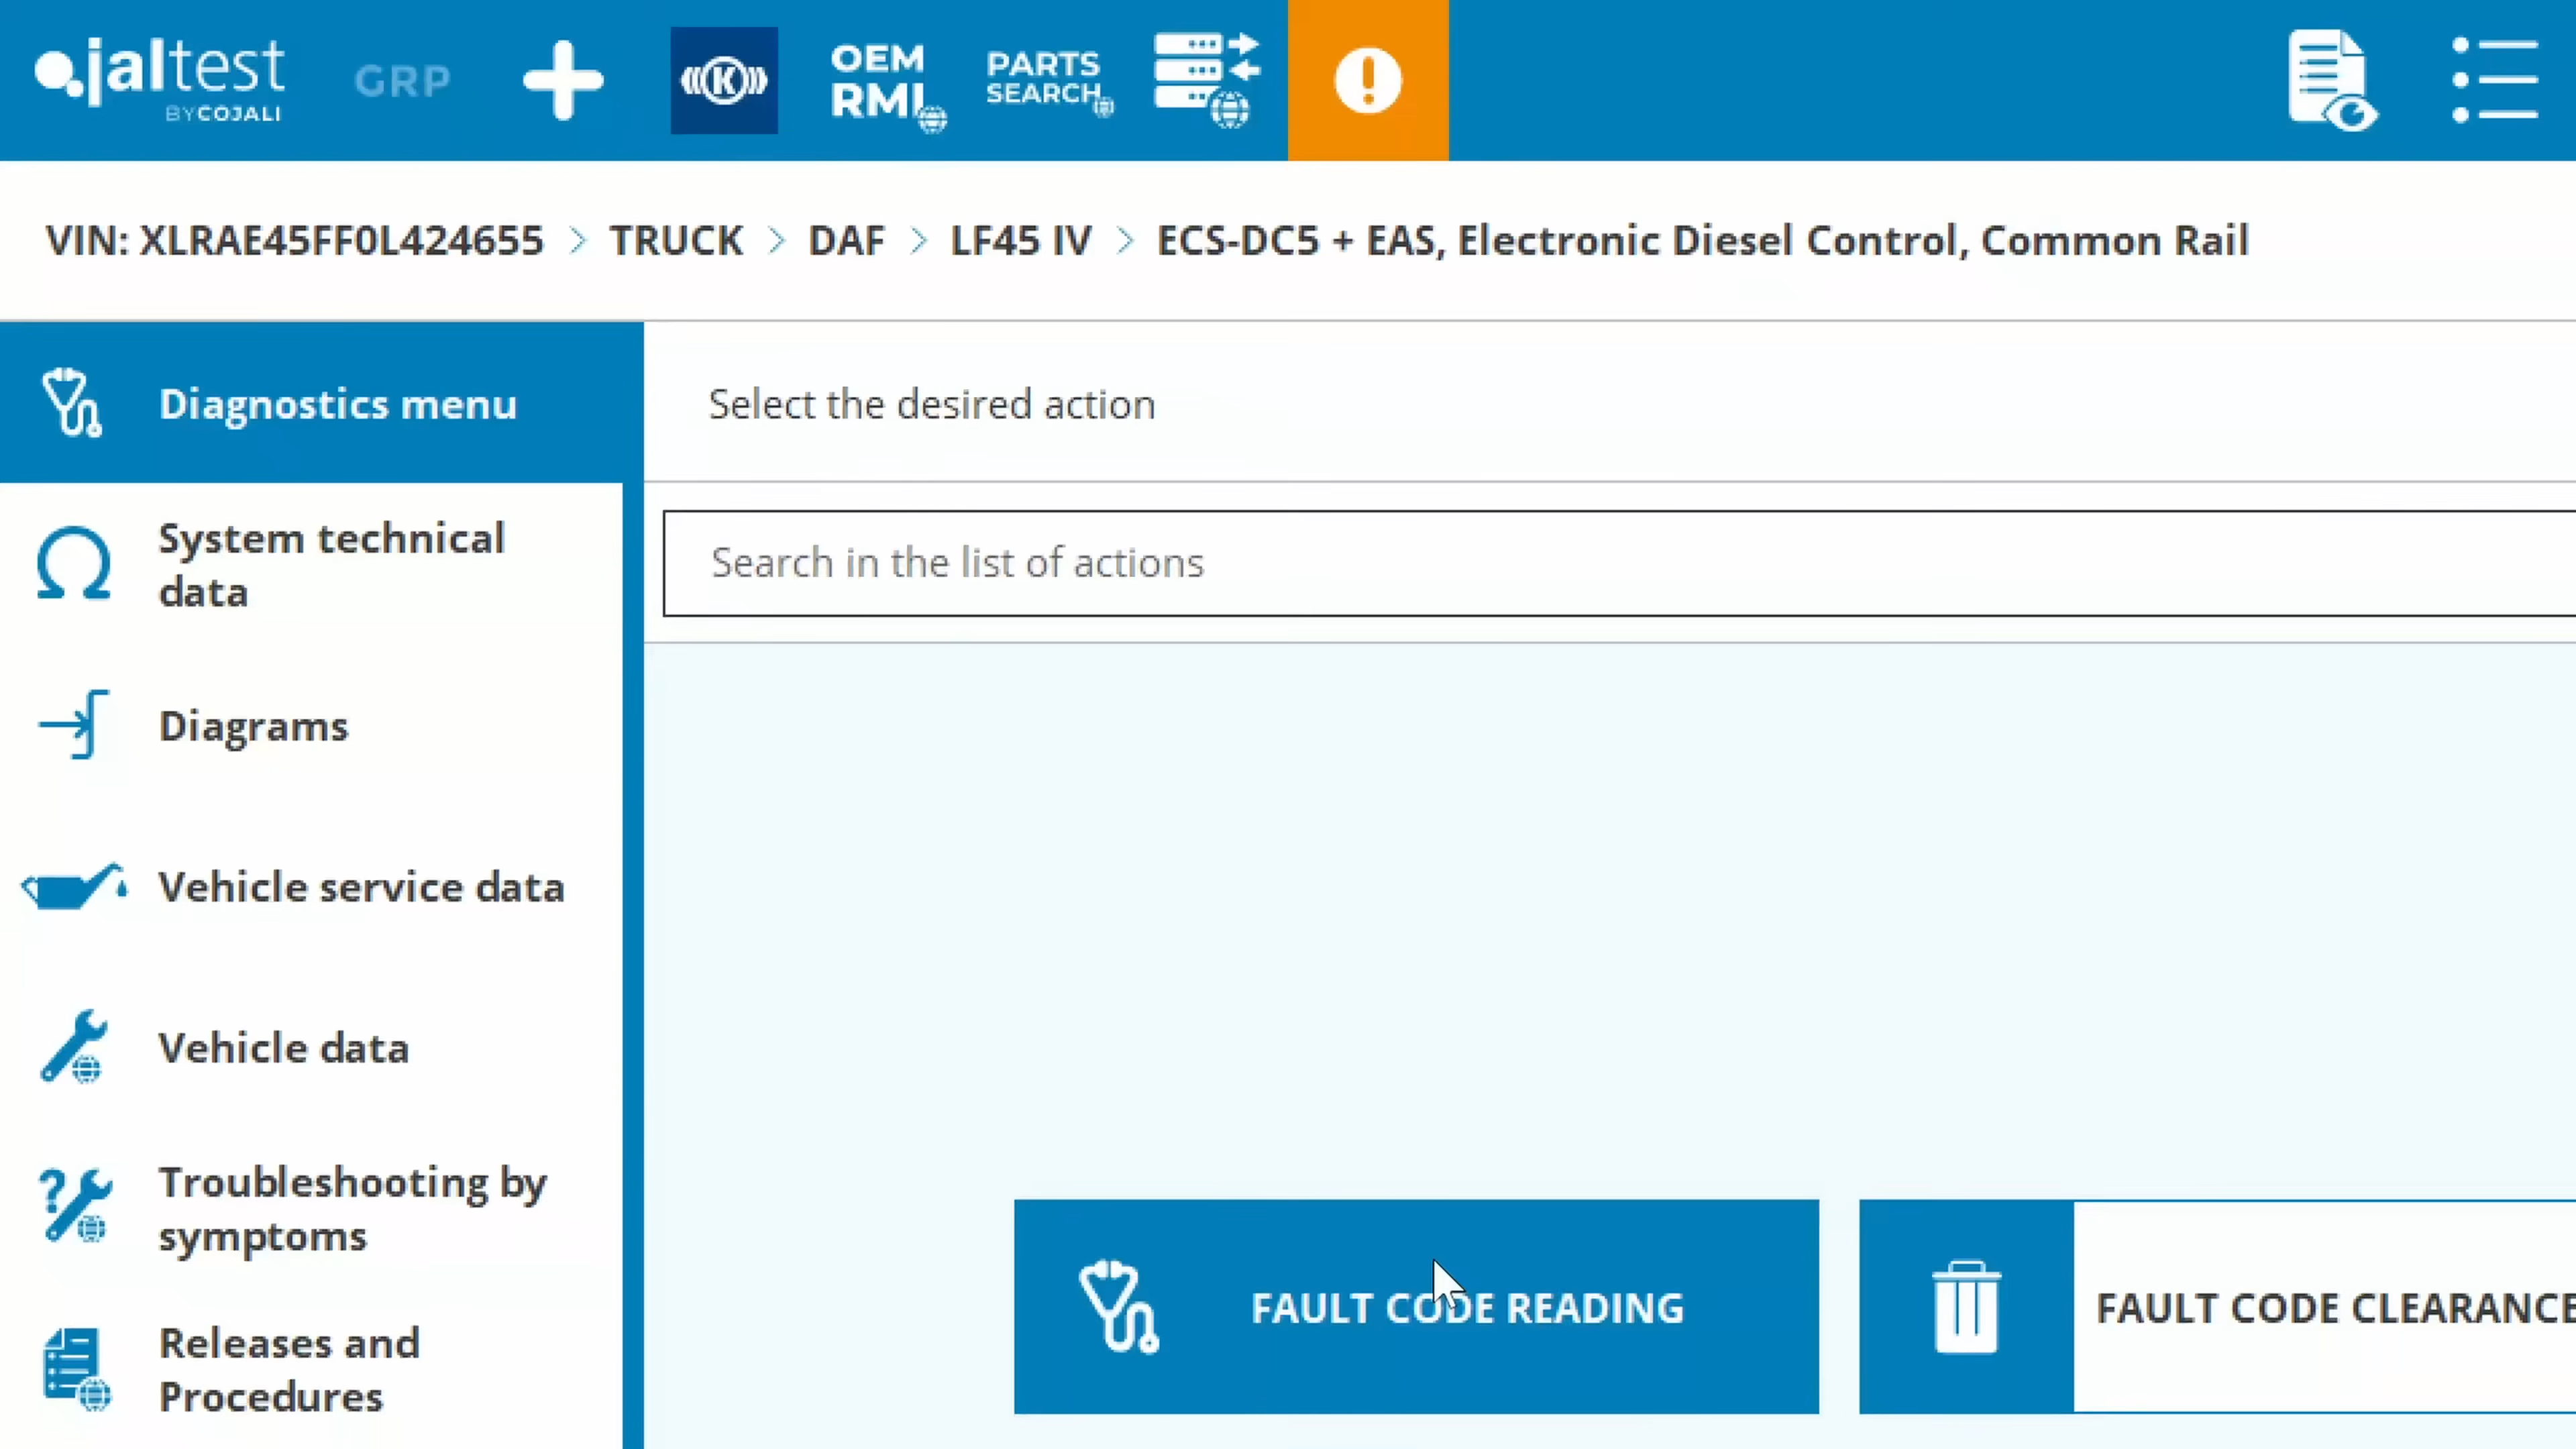 jaltest
BYCOJALI
GRP
OEM
RMI
PARTS
SEARCH
VIN: XLRAE45FF0L424655 > TRUCK > DAF > LF45 IV > ECS-DC5 + EAS, Electronic Diesel Control, Common Rail
Diagnostics menu
Select the desired action
System technical
data
Search in the list of actions
Diagrams
Vehicle service data
Vehicle data
Troubleshooting by
symptoms
FAULT CODE READING
FAULT CODE CLEARANCE
Releases and
Procedures